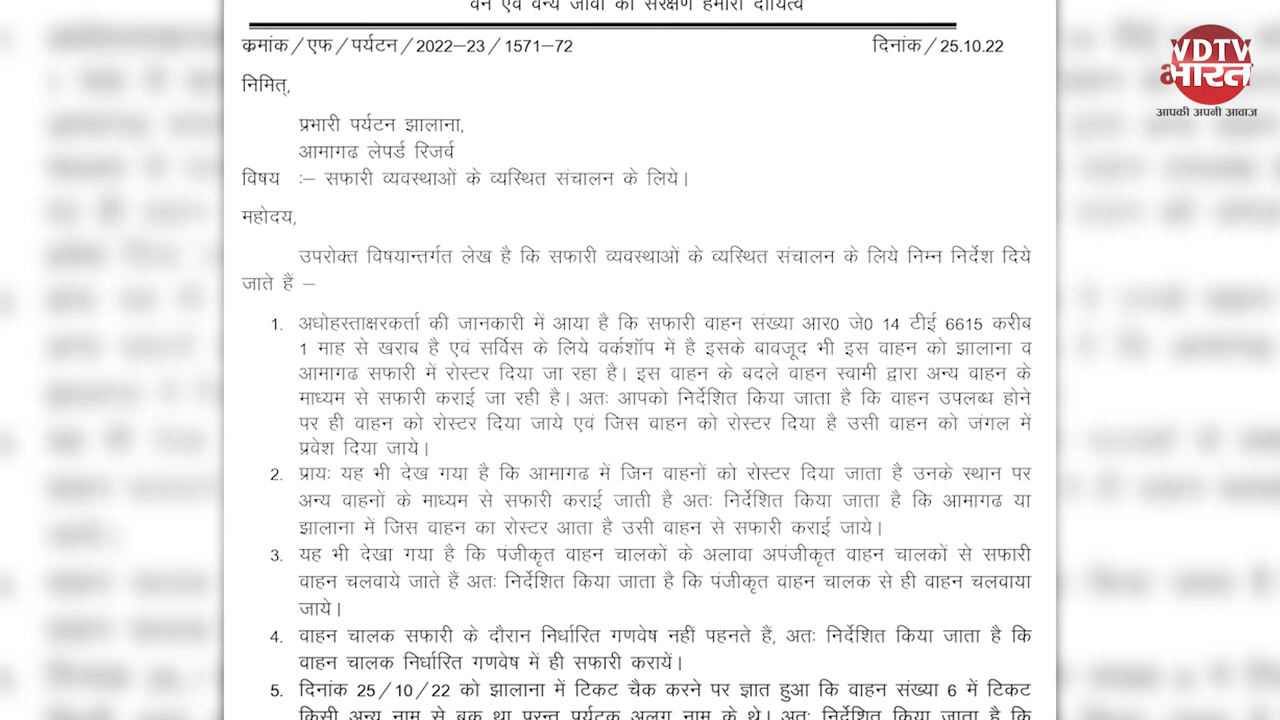 वन एवं वन्य जीवों का संरक्षण हमारा दायित्व
क्रमांक/एफ/पर्यटन/2022–23/1571–72 दिनांक/25.10.22
निमित्,
प्रभारी पर्यटन झालाना,
आमागढ लेपर्ड रिजर्व
विषय :– सफारी व्यवस्थाओं के व्यस्थित संचालन के लिये।
महोदय,
उपरोक्त विषयान्तर्गत लेख है कि सफारी व्यवस्थाओं के व्यस्थित संचालन के लिये निम्न निर्देश दिये
जाते हैं –
1. अधोहस्ताक्षरकर्ता की जानकारी में आया है कि सफारी वाहन संख्या आर0 जे0 14 टीई 6615 करीब
1 माह से खराब है एवं सर्विस के लिये वर्कशॉप में है इसके बावजूद भी इस वाहन को झालाना व
आमागढ सफारी में रोस्टर दिया जा रहा है। इस वाहन के बदले वाहन स्वामी द्वारा अन्य वाहन के
माध्यम से सफारी कराई जा रही है। अतः आपको निर्देशित किया जाता है कि वाहन उपलब्ध होने
पर ही वाहन को रोस्टर दिया जाये एवं जिस वाहन को रोस्टर दिया है उसी वाहन को जंगल में
प्रवेश दिया जाये।
2. प्रायः यह भी देख गया है कि आमागढ में जिन वाहनों को रोस्टर दिया जाता है उनके स्थान पर
अन्य वाहनों के माध्यम से सफारी कराई जाती है अतः निर्देशित किया जाता है कि आमागढ या
झालाना में जिस वाहन का रोस्टर आता है उसी वाहन से सफारी कराई जाये।
3. यह भी देखा गया है कि पंजीकृत वाहन चालकों के अलावा अपंजीकृत वाहन चालकों से सफारी
वाहन चलवाये जाते हैं अतः निर्देशित किया जाता है कि पंजीकृत वाहन चालक से ही वाहन चलवाया
जाये।
4. वाहन चालक सफारी के दौरान निर्धारित गणवेष नहीं पहनते हैं, अतः निर्देशित किया जाता है कि
वाहन चालक निर्धारित गणवेष में ही सफारी करायें।
5. दिनांक 25/10/22 को झालाना में टिकट चैक करने पर ज्ञात हुआ कि वाहन संख्या 6 में टिकट
किसी अन्य नाम से बुक था परन्तु पर्यटक अलग नाम के थे। अतः निर्देशित किया जाता है कि
VDTV
भारत
आपकी अपनी आवाज